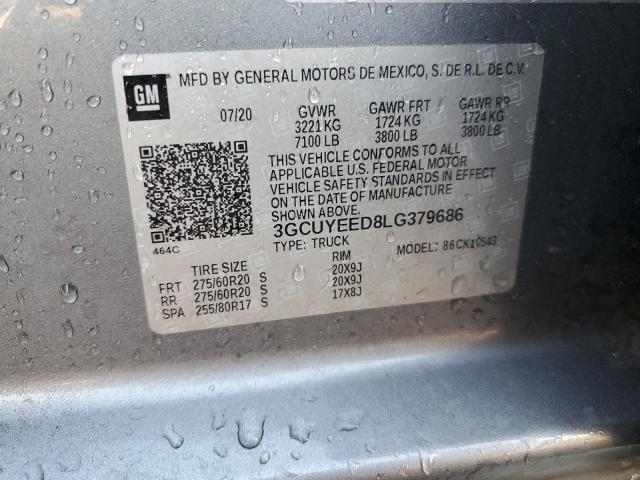 GM
MFD BY GENERAL MOTORS DE MEXICO, S. DE R.L. DE C.V.
07/20 GVWR GAWR FRT GAWR RR
3221 KG 1724 KG 1724 KG
7100 LB 3800 LB 3800 LB
THIS VEHICLE CONFORMS TO ALL
APPLICABLE U.S. FEDERAL MOTOR
VEHICLE SAFETY STANDARDS IN EFFECT
ON THE DATE OF MANUFACTURE
SHOWN ABOVE.
3GCUYEED8LG379686
464C
TYPE: TRUCK MODEL: 86CK10543
TIRE SIZE RIM
FRT 275/60R20 S 20X9J
RR 275/60R20 S 20X9J
SPA 255/80R17 S 17X8J